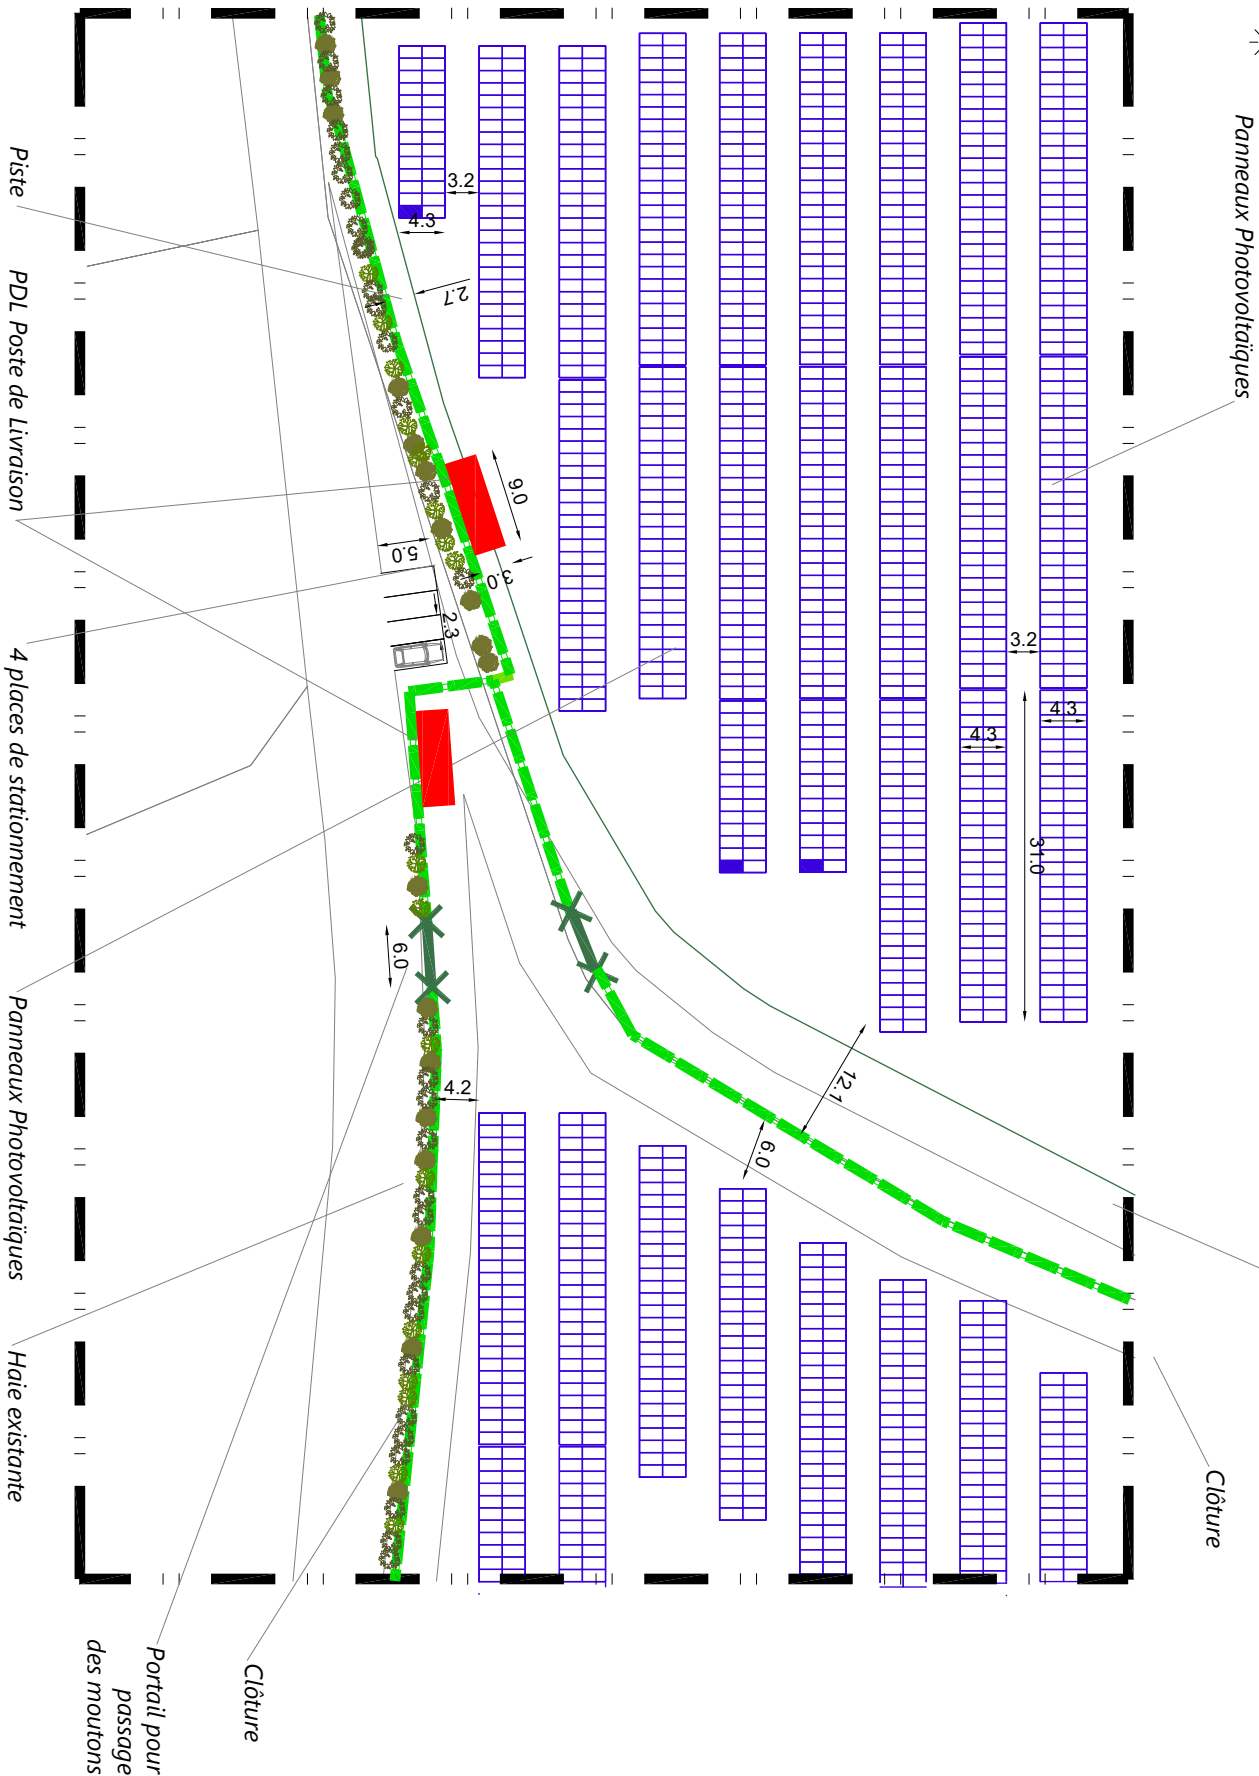 Panneaux Photovoltaïques
Clôture
Piste
PDL Poste de Livraison
4 places de stationnement
Panneaux Photovoltaïques
Haie existante
Clôture
Portail pour
passage
des moutons
3.2
4.3
2.7
9.0
5.0
3.0
2.3
3.2
4.3
4.3
31.0
6.0
4.2
12.1
6.0